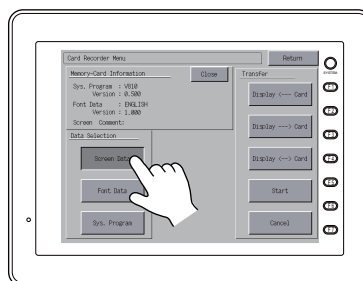 Card Recorder Menu
Return
SYSTEM
Memory-Card Information
Close
Sys. Program : V810
Version : 0.500
Font Data : ENGLISH
Version : 1.000
Screen Comment:
Data Selection
Screen Data
Font Data
Sys. Program
Transfer
Display <--- Card
Display ---> Card
Display <--> Card
Start
Cancel
F1
F2
F3
F4
F5
F6
F7